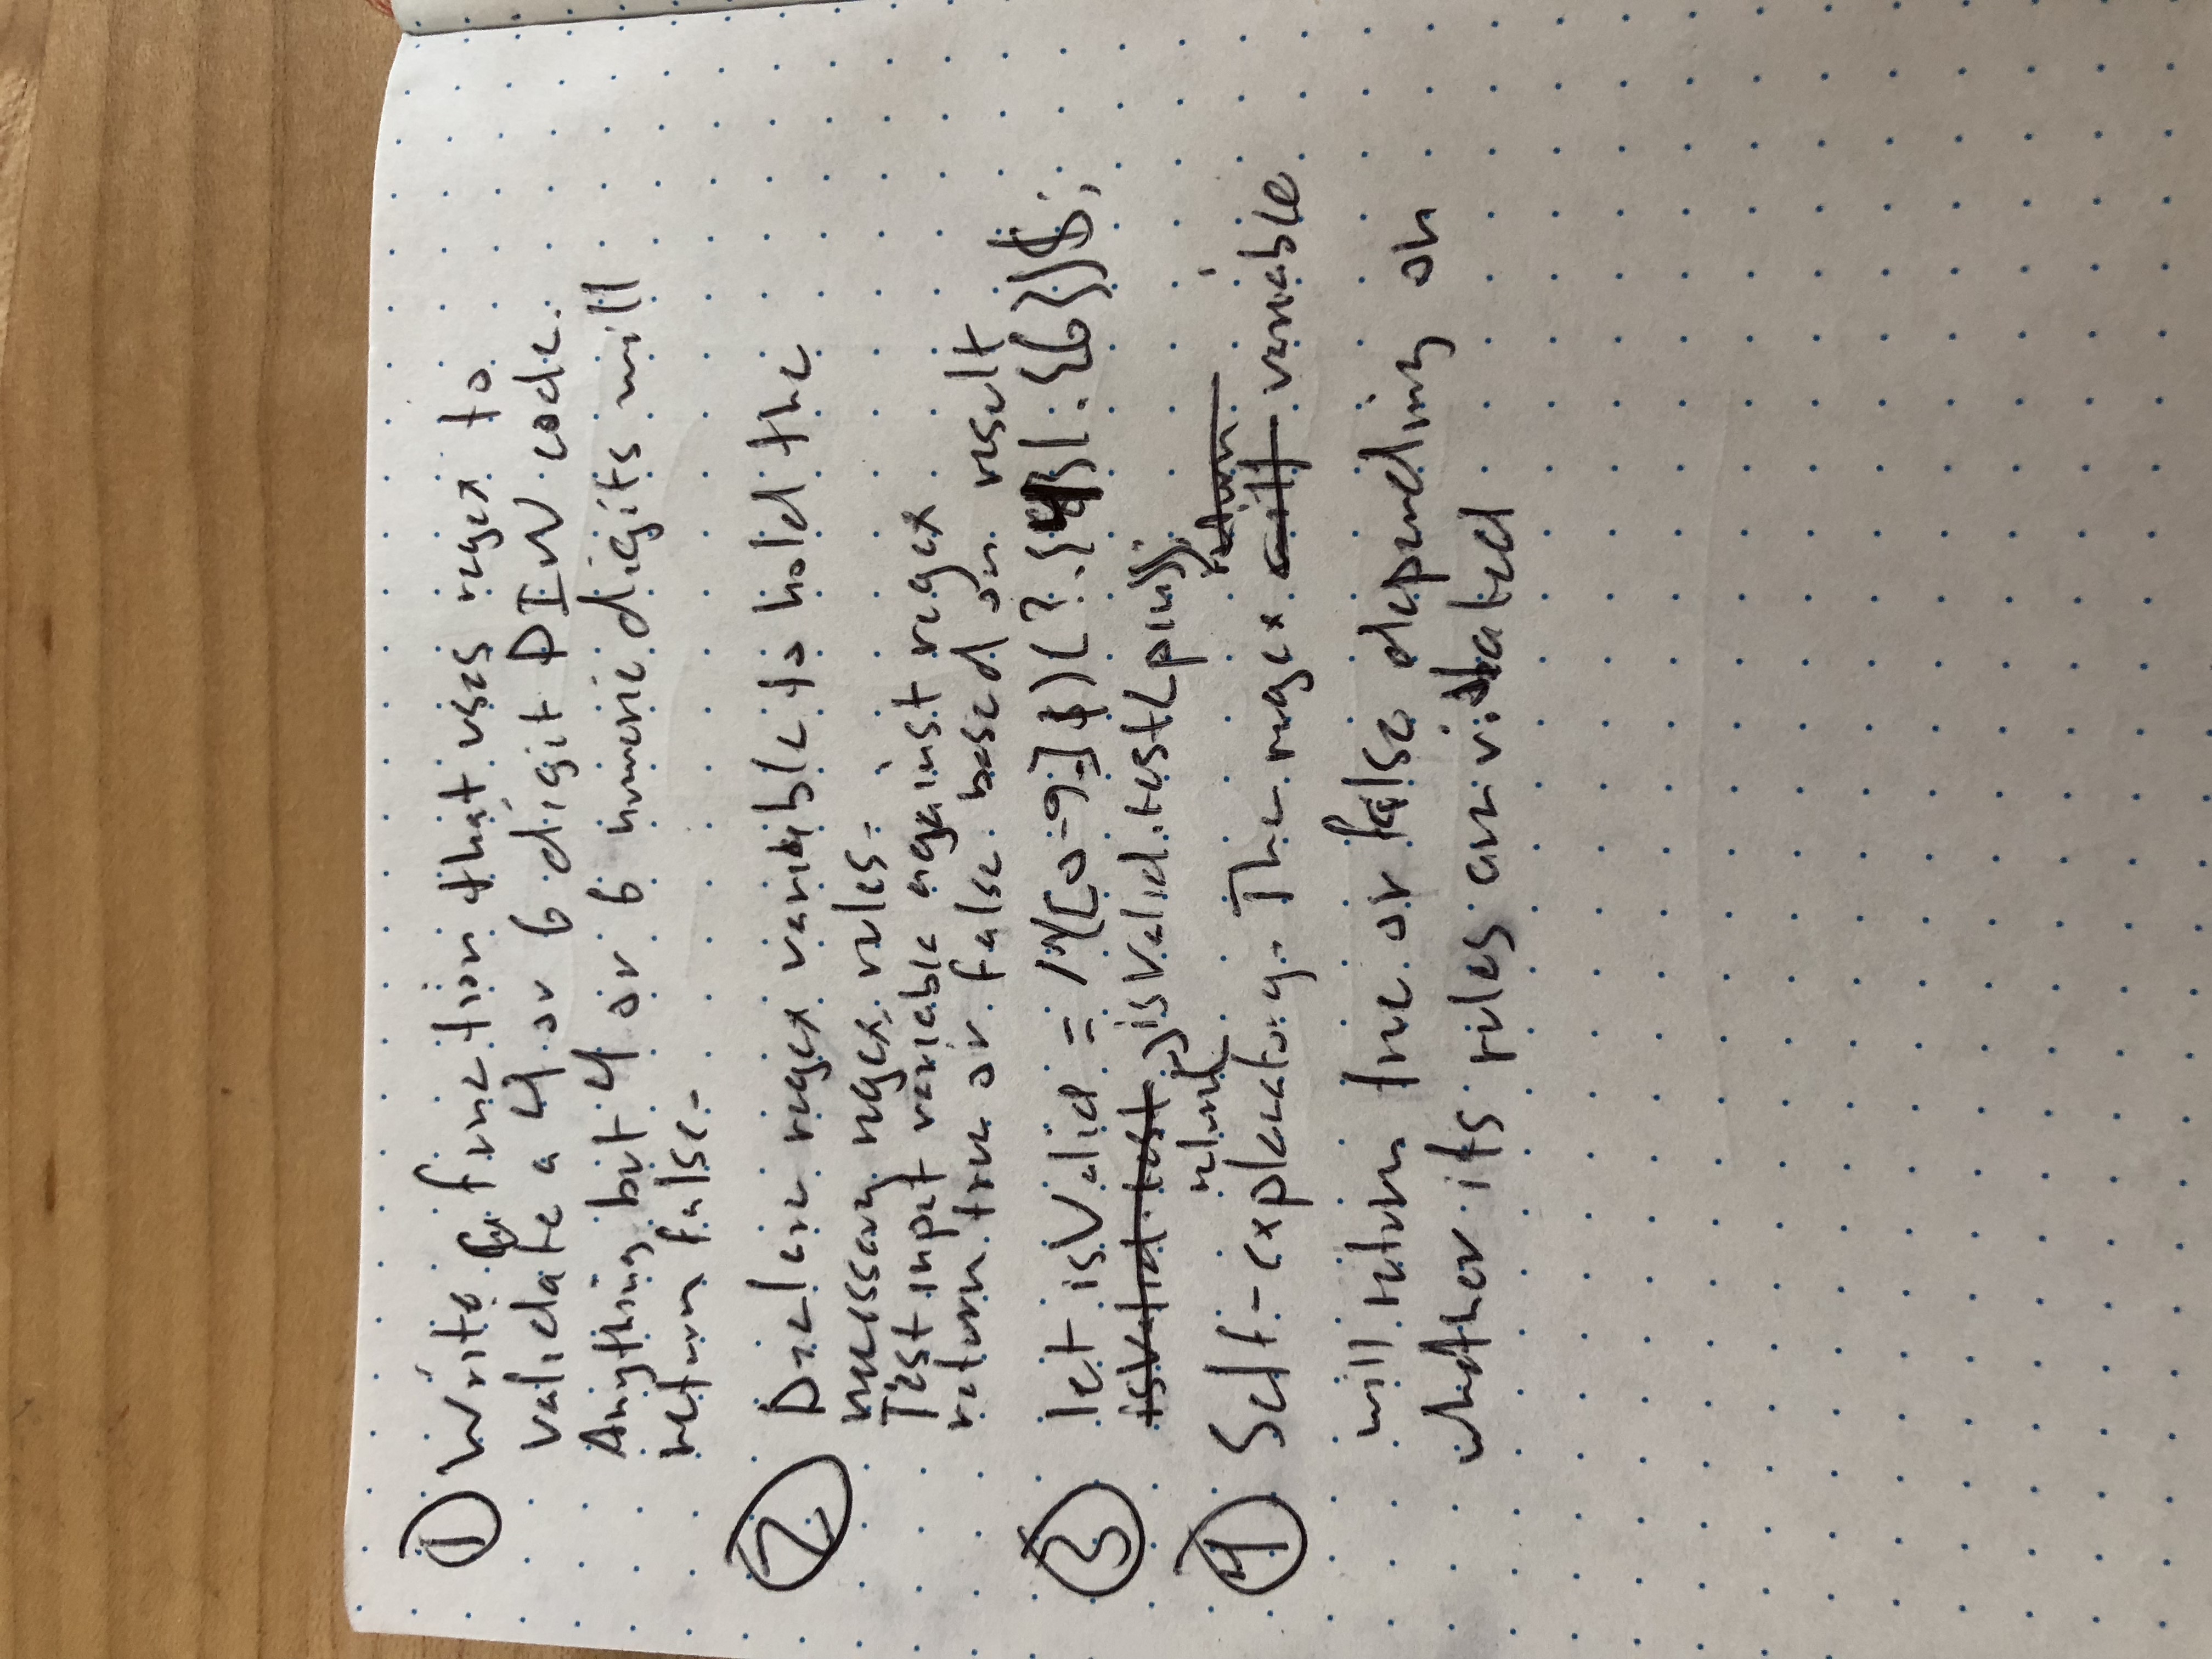 ① Write a function that uses regex to
validate a 4 or 6 digit PIN code.
Anything but 4 or 6 numeric digits will
return false.
② Declare regex variable to hold the
necessary regex rules.
Test input variable against regex
return true or false based on result
③ let isValid = /^([0-9]$)(?.{4}|.{6})$;
isValid.test isValid.test(pin);
return
④ Self-explanatory. The regex will variable
return
will return true or false depending on
whether its rules are violated